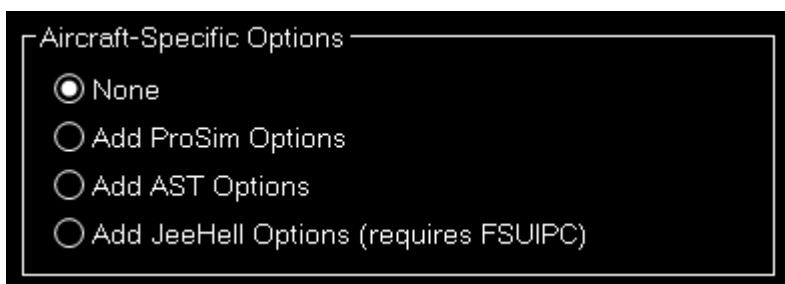 Aircraft-Specific Options
None
Add ProSim Options
Add AST Options
Add JeeHell Options (requires FSUIPC)